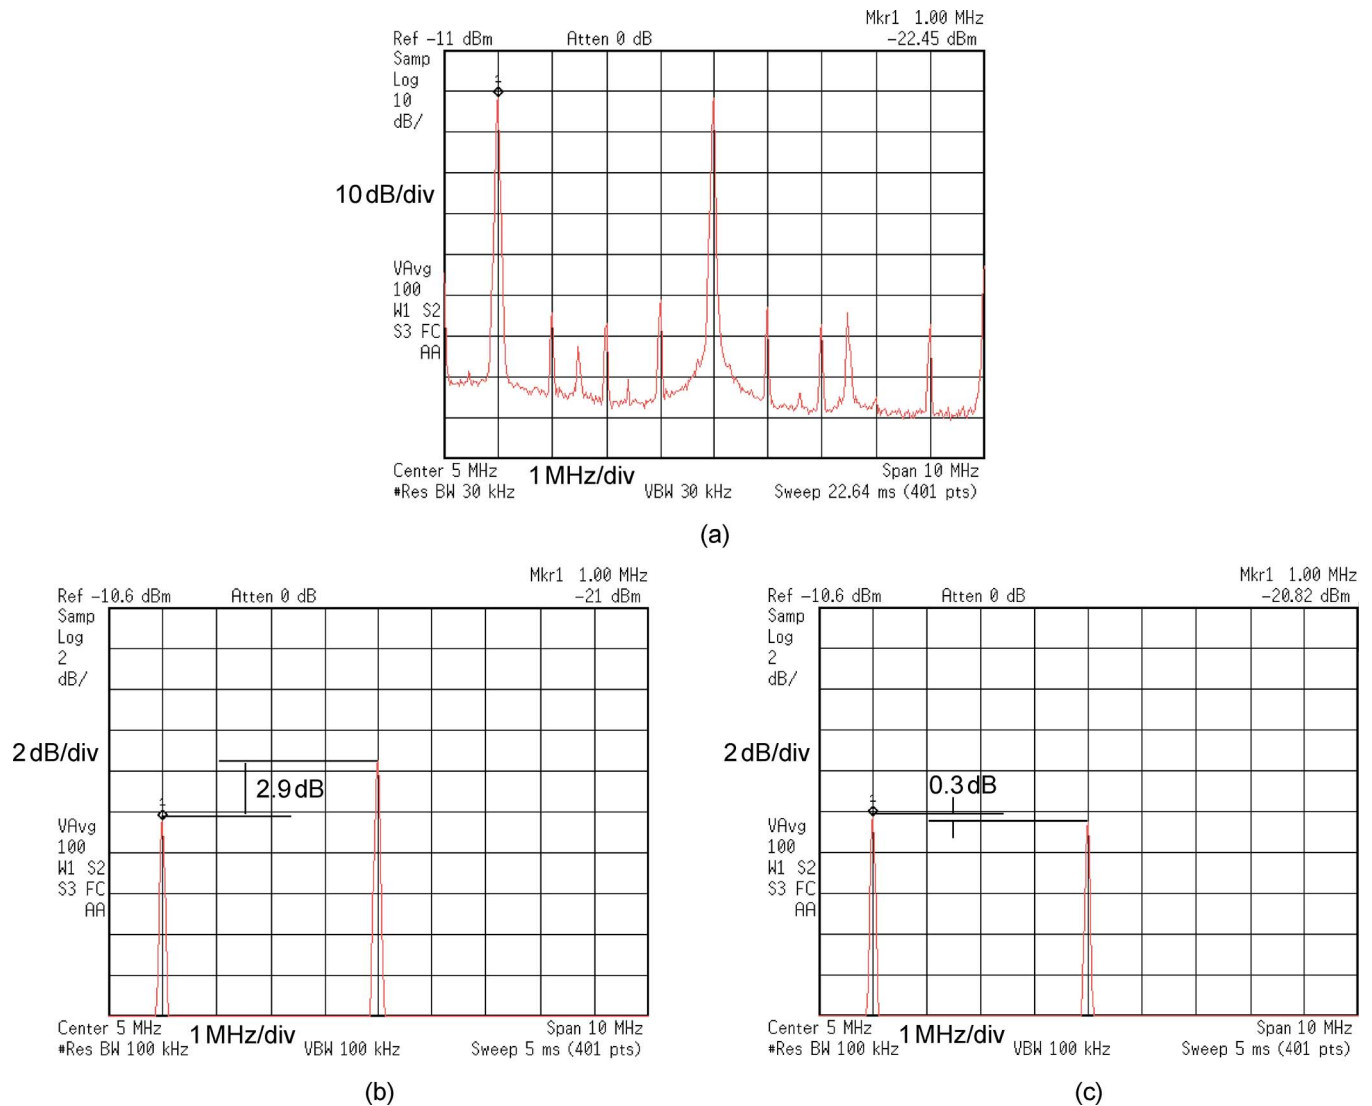 Mkr1 1.00 MHz
Ref -11 dBm Atten 0 dB -22.45 dBm
Samp
Log
10
dB/
1
10 dB/div
VAvg
100
W1 S2
S3 FC
AA
Center 5 MHz 1 MHz/div Span 10 MHz
#Res BW 30 kHz VBW 30 kHz Sweep 22.64 ms (401 pts)
(a)
Mkr1 1.00 MHz
Ref -10.6 dBm Atten 0 dB -21 dBm
Samp
Log
2
dB/
2 dB/div
2.9 dB
1
VAvg
100
W1 S2
S3 FC
AA
Center 5 MHz 1 MHz/div Span 10 MHz
#Res BW 100 kHz VBW 100 kHz Sweep 5 ms (401 pts)
(b)
Mkr1 1.00 MHz
Ref -10.6 dBm Atten 0 dB -20.82 dBm
Samp
Log
2
dB/
2 dB/div
0.3 dB
1
VAvg
100
W1 S2
S3 FC
AA
Center 5 MHz 1 MHz/div Span 10 MHz
#Res BW 100 kHz VBW 100 kHz Sweep 5 ms (401 pts)
(c)